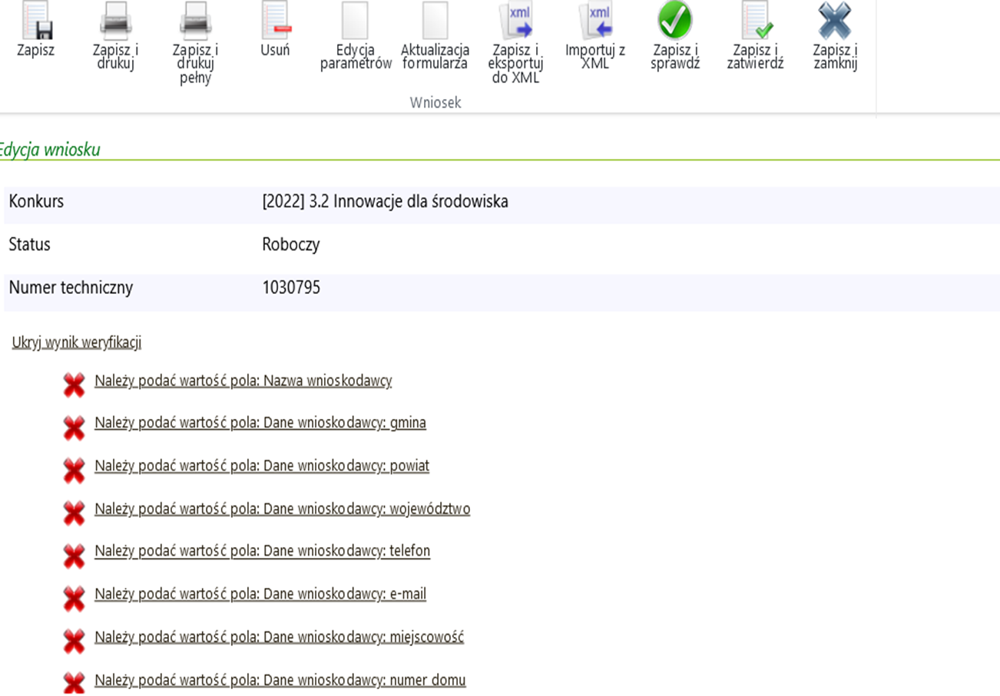 Zapisz
Zapisz i
drukuj
Zapisz i
drukuj
pełny
Usuń
Edycja
parametrów
Aktualizacja
formularza
Zapisz i
eksportuj
do XML
Importuj z
XML
Zapisz i
sprawdź
Zapisz i
zatwierdź
Zapisz i
zamknij
xml
xml
Wniosek
Edycja wniosku
Konkurs [2022] 3.2 Innowacje dla środowiska
Status Roboczy
Numer techniczny 1030795
Ukryj wynik weryfikacji
Należy podać wartość pola: Nazwa wnioskodawcy
Należy podać wartość pola: Dane wnioskodawcy: gmina
Należy podać wartość pola: Dane wnioskodawcy: powiat
Należy podać wartość pola: Dane wnioskodawcy: województwo
Należy podać wartość pola: Dane wnioskodawcy: telefon
Należy podać wartość pola: Dane wnioskodawcy: e-mail
Należy podać wartość pola: Dane wnioskodawcy: miejscowość
Należy podać wartość pola: Dane wnioskodawcy: numer domu